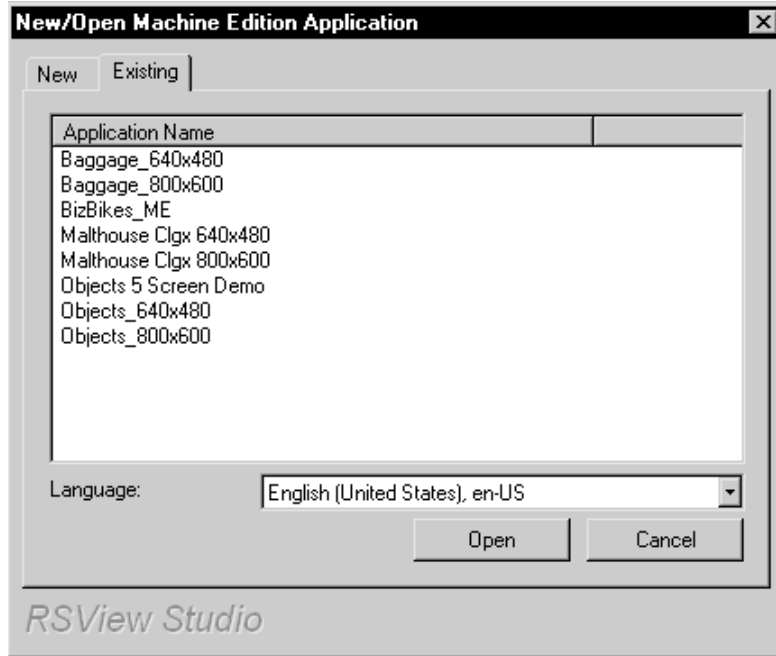 New/Open Machine Edition Application
New Existing
Application Name
Baggage_640x480
Baggage_800x600
BizBikes_ME
Malthouse Clgx 640x480
Malthouse Clgx 800x600
Objects 5 Screen Demo
Objects_640x480
Objects_800x600
Language: English (United States), en-US
Open Cancel
RSView Studio